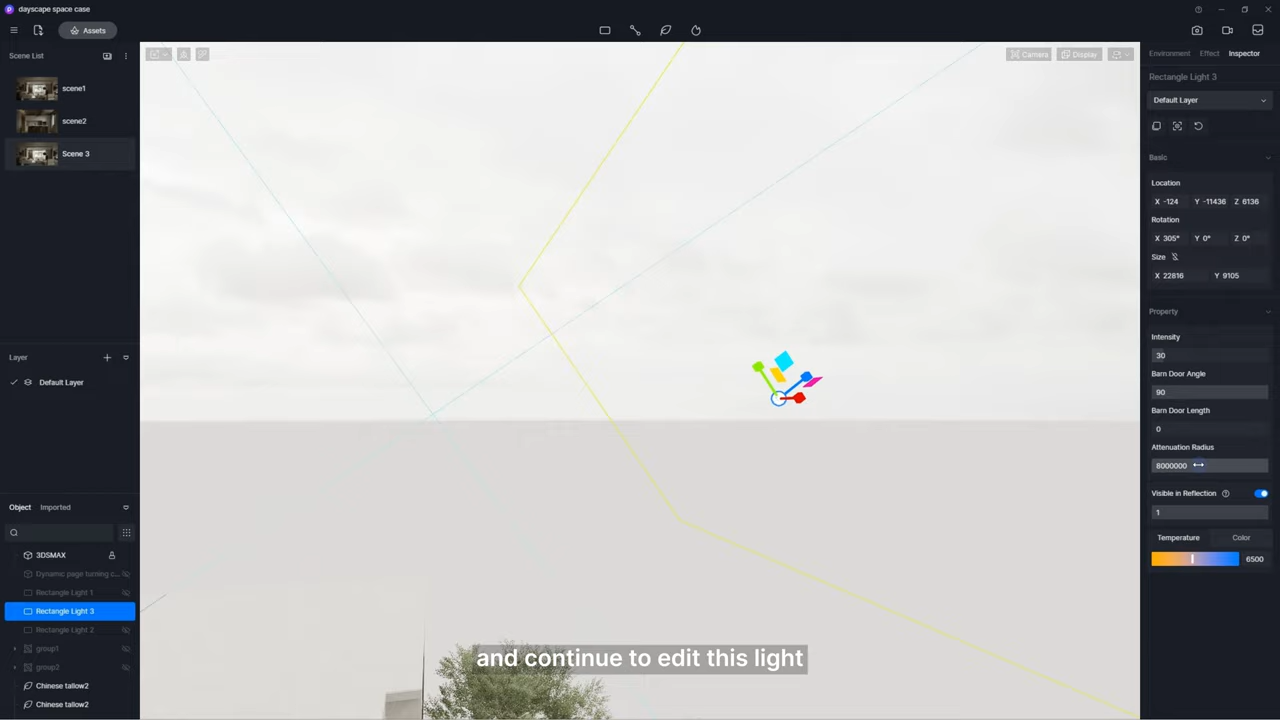 dayscape space case
Assets
Scene List
scene1
scene2
Scene 3
Layer
Default Layer
Object Imported
3DSMAX
Dynamic page turning c...
Rectangle Light 1
Rectangle Light 3
Rectangle Light 2
group1
group2
Chinese tallow2
Chinese tallow2
Camera
Display
and continue to edit this light
Environment Effect Inspector
Rectangle Light 3
Default Layer
Basic
Location
X -124 Y -11436 Z 6136
Rotation
X 305° Y 0° Z 0°
Size
X 22816 Y 9105
Property
Intensity
30
Barn Door Angle
90
Barn Door Length
0
Attenuation Radius
8000000
Visible in Reflection
1
Temperature Color
6500